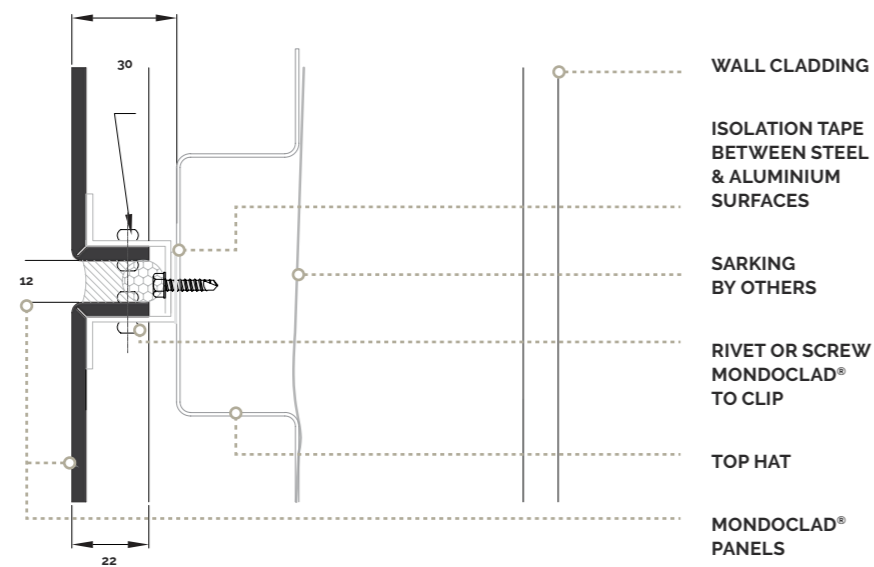 30
WALL CLADDING
ISOLATION TAPE
BETWEEN STEEL
& ALUMINIUM
SURFACES
12
SARKING
BY OTHERS
RIVET OR SCREW
MONDOCLAD®
TO CLIP
TOP HAT
MONDOCLAD®
PANELS
22